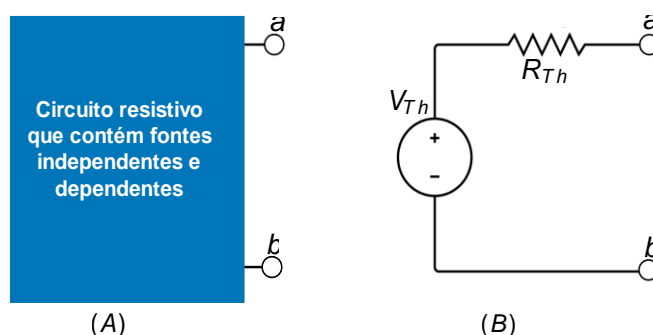 a
Circuito resistivo
que contém fontes
independentes e
dependentes
b
(A)
a
R_Th
V_Th
+
-
b
(B)